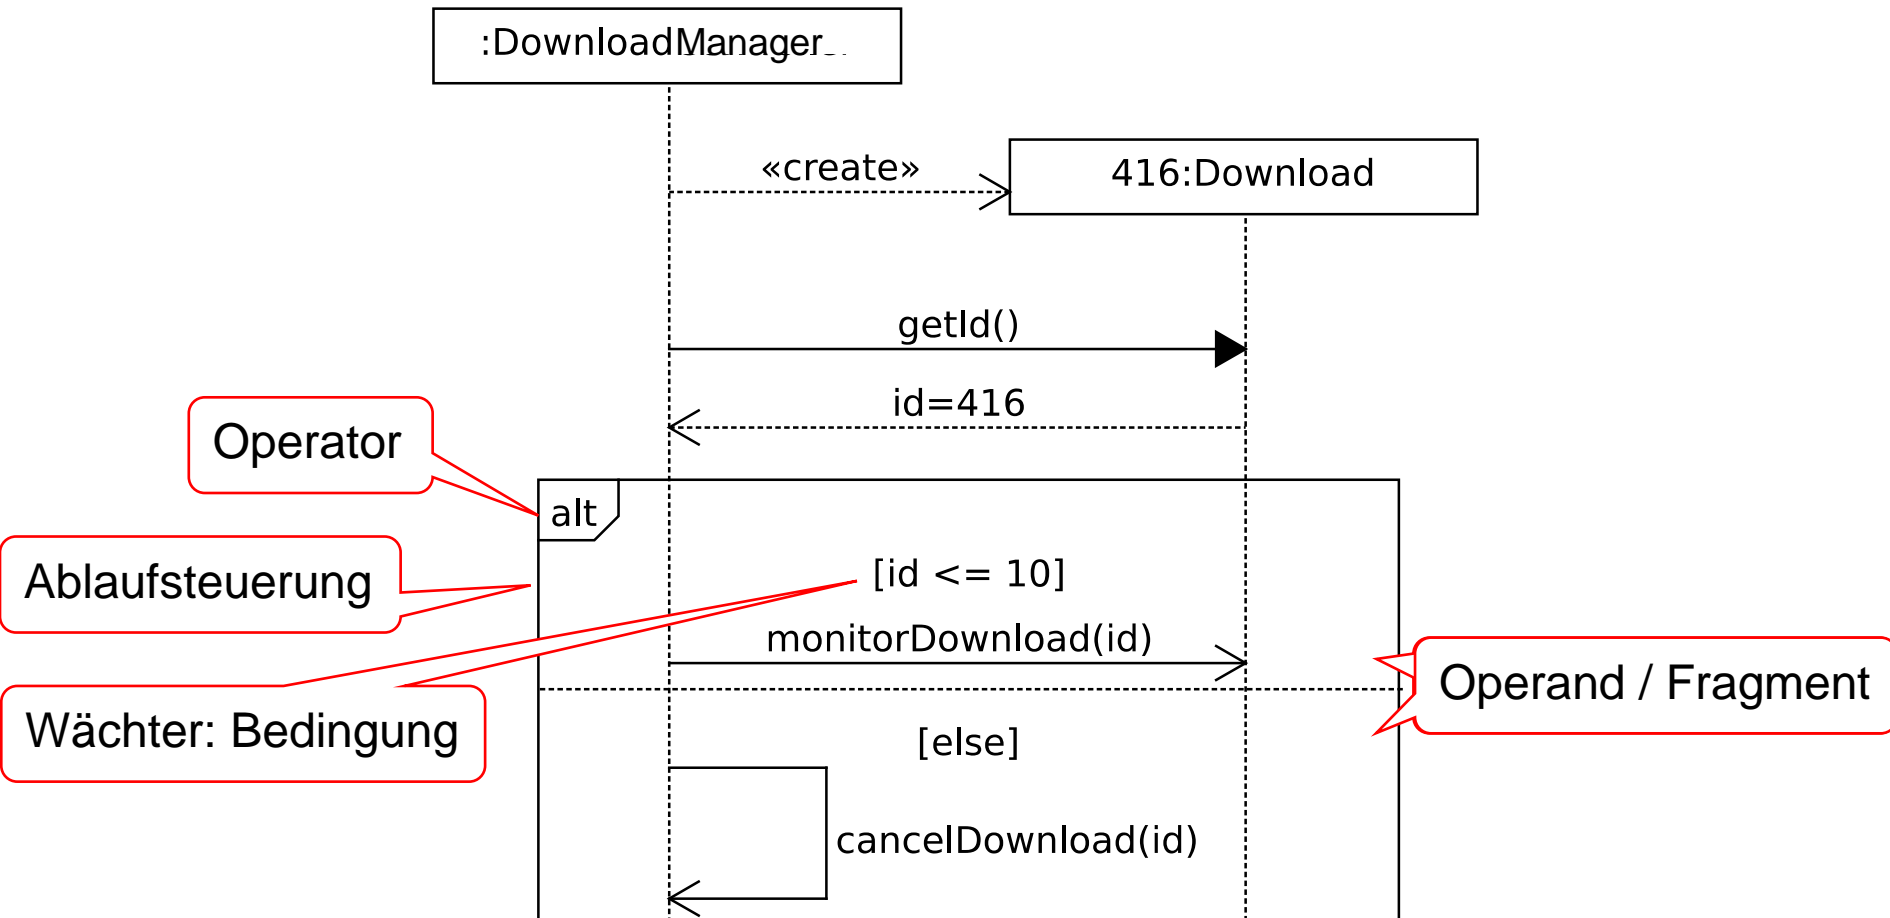 :DownloadManager
«create»
416:Download
getId()
id=416
Operator
alt
Ablaufsteuerung
[id <= 10]
monitorDownload(id)
Operand / Fragment
Wächter: Bedingung
[else]
cancelDownload(id)